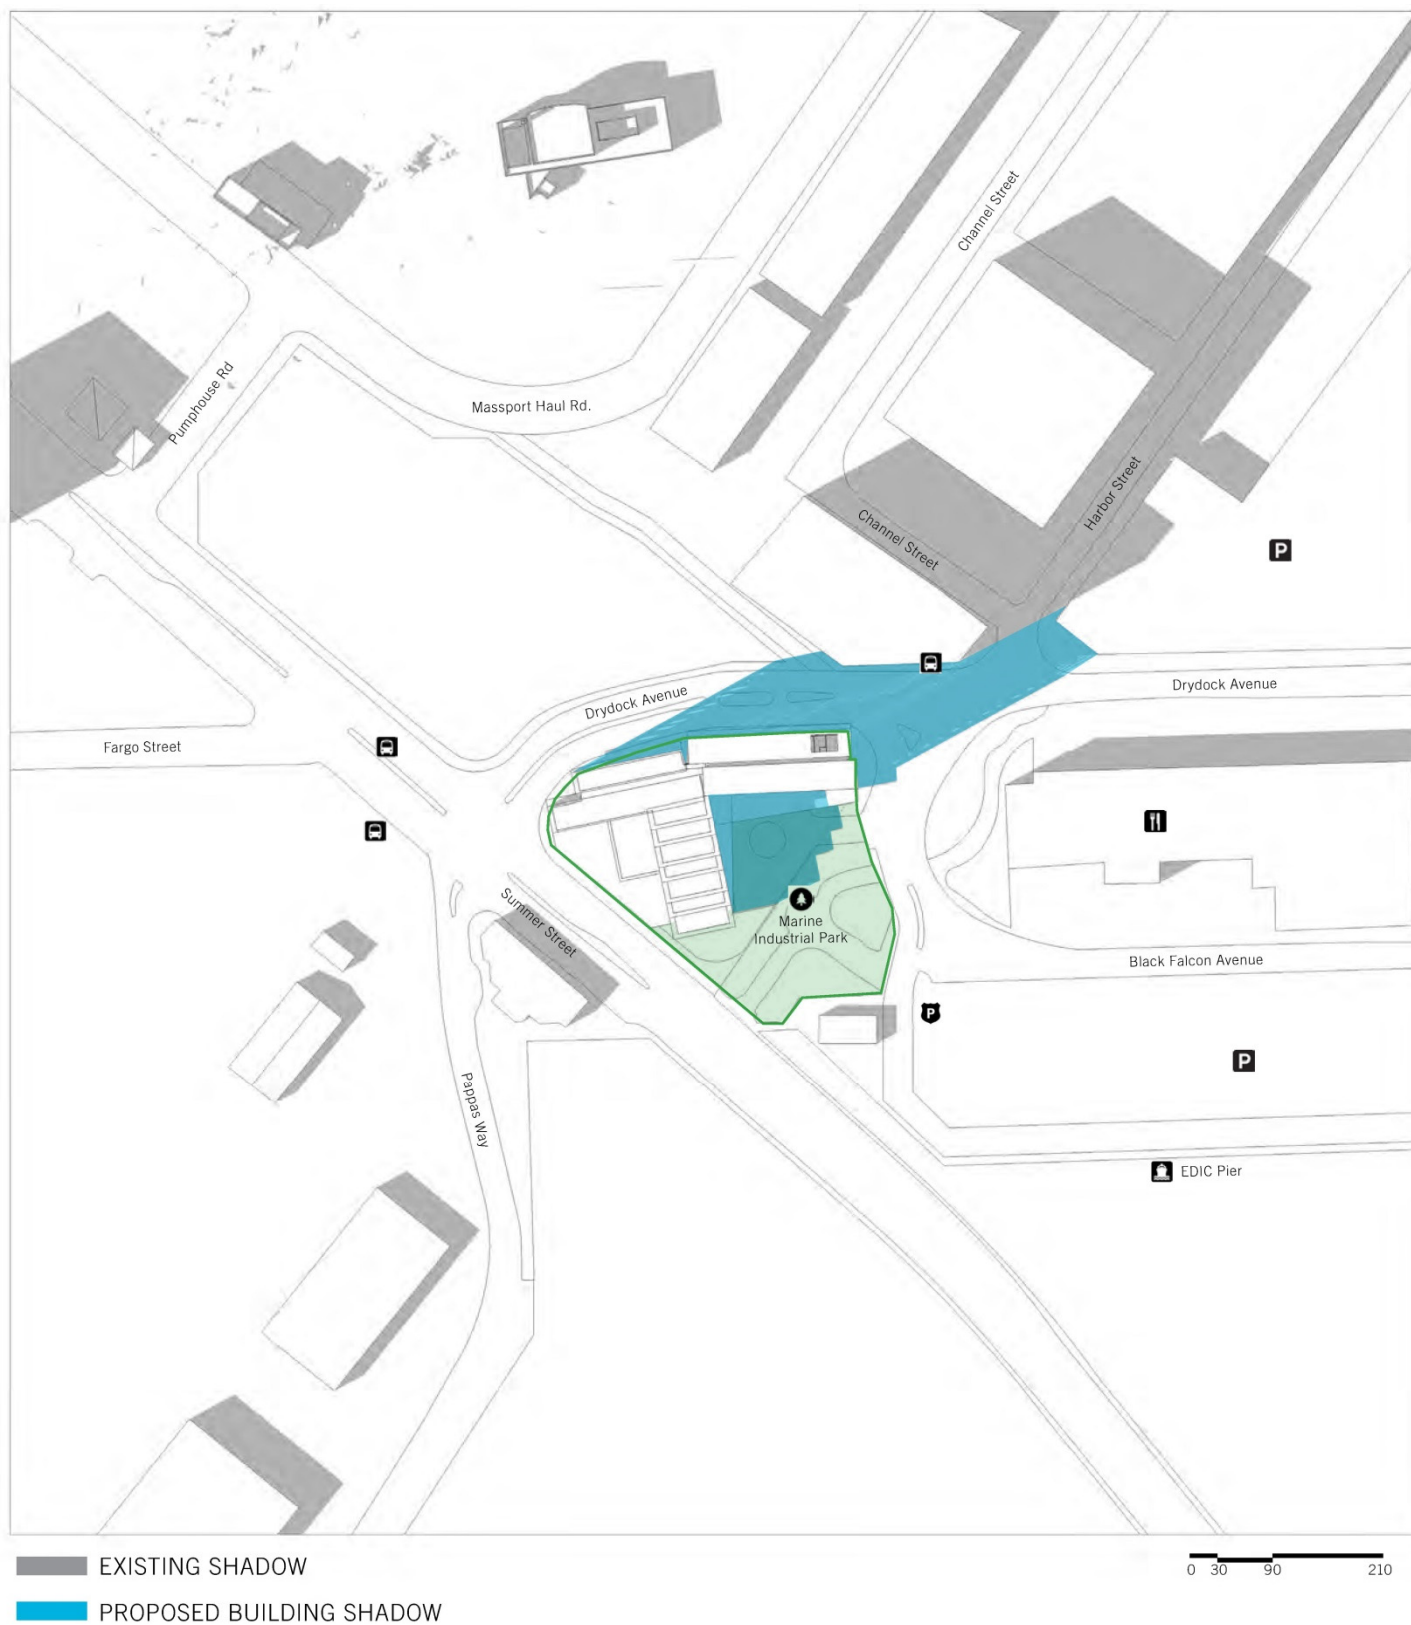 Channel Street
Pumphouse Rd
Massport Haul Rd.
Harbor Street
Channel Street
P
Drydock Avenue
Drydock Avenue
Fargo Street
Summer Street
Marine
Industrial Park
Black Falcon Avenue
P
P
Pappas Way
EDIC Pier
EXISTING SHADOW
0 30 90 210
PROPOSED BUILDING SHADOW